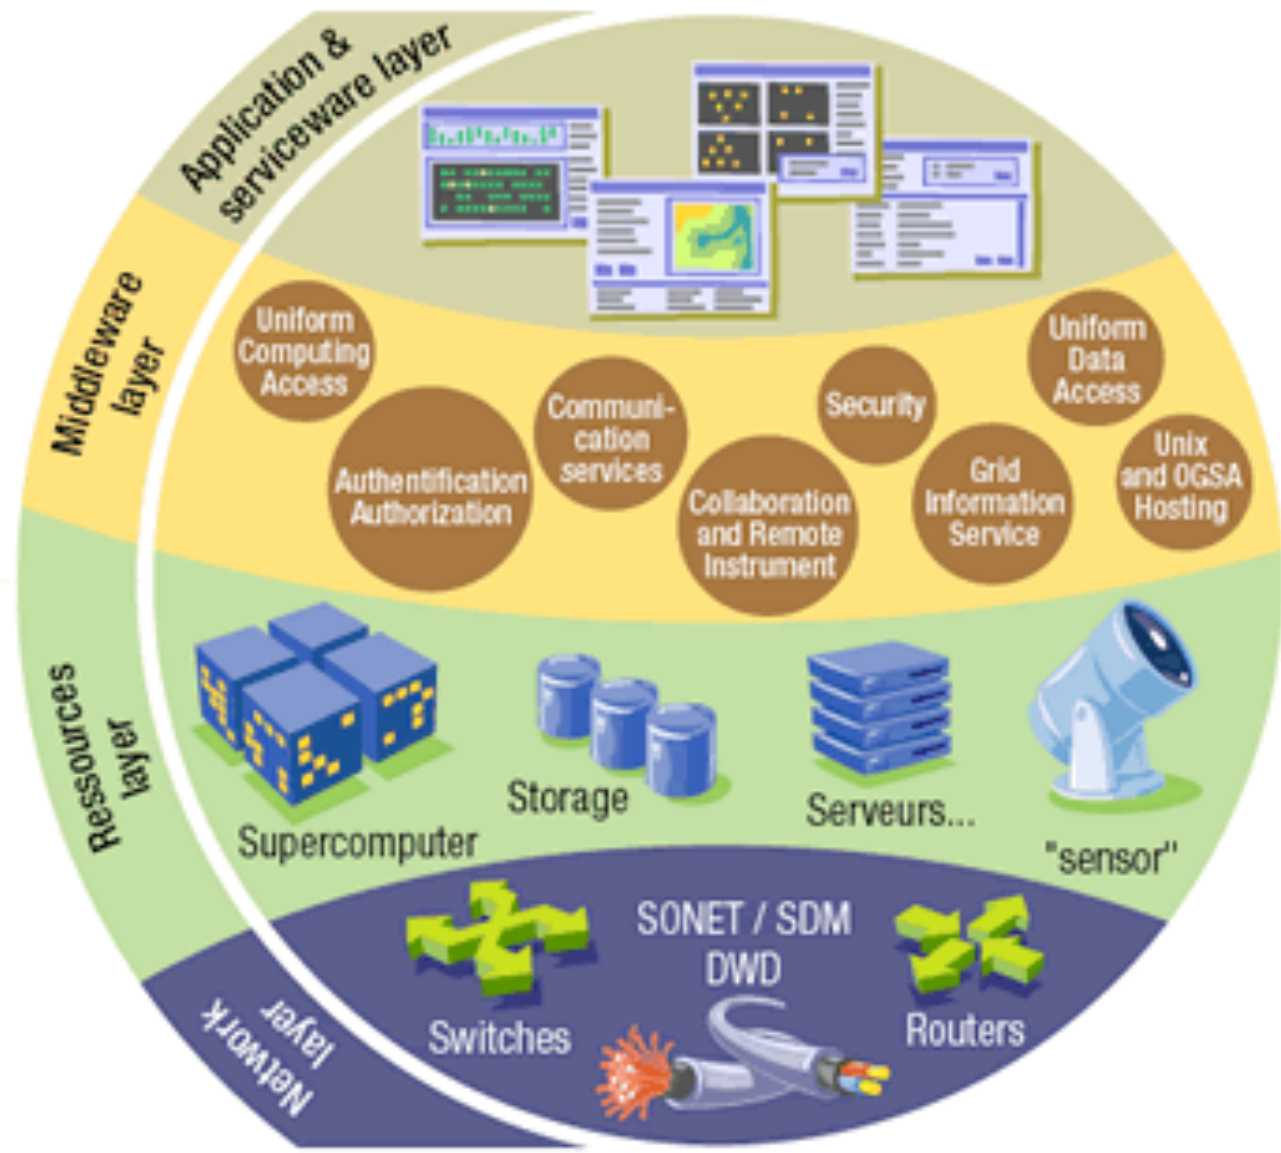 Application &
serviceware layer
Middleware
layer
Uniform
Computing
Access
Authentification
Authorization
Communi-
cation
services
Collaboration
and Remote
Instrument
Security
Grid
Information
Service
Uniform
Data
Access
Unix
and OGSA
Hosting
Ressources
layer
Supercomputer
Storage
Serveurs...
"sensor"
Network
layer
Switches
SONET / SDM
DWD
Routers